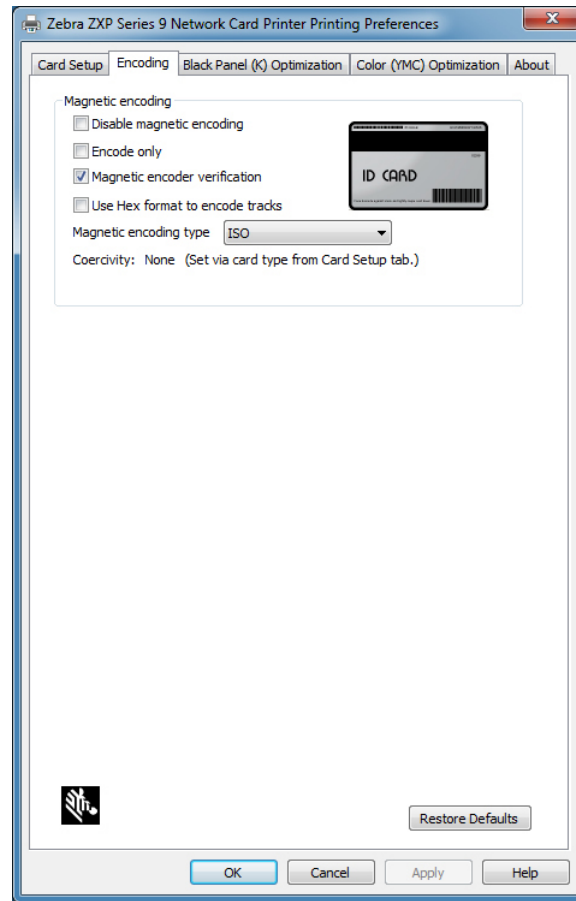 Zebra ZXP Series 9 Network Card Printer Printing Preferences
Card Setup
Encoding
Black Panel (K) Optimization
Color (YMC) Optimization
About
Magnetic encoding
Disable magnetic encoding
Encode only
Magnetic encoder verification
Use Hex format to encode tracks
ID CARD
Magnetic encoding type
ISO
Coercivity: None (Set via card type from Card Setup tab.)
Restore Defaults
OK
Cancel
Apply
Help